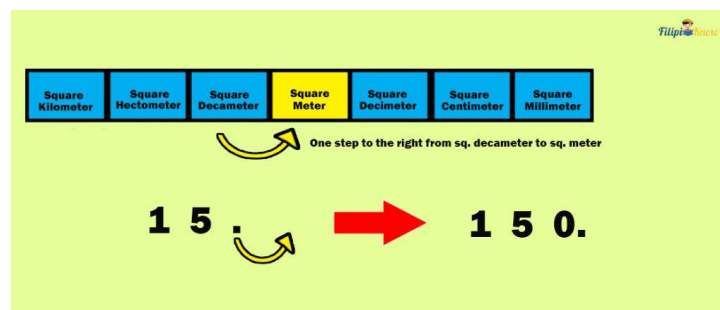 Filipiknow
Square Kilometer
Square Hectometer
Square Decameter
Square Meter
Square Decimeter
Square Centimeter
Square Millimeter
One step to the right from sq. decameter to sq. meter
1 5 .
1 5 0.